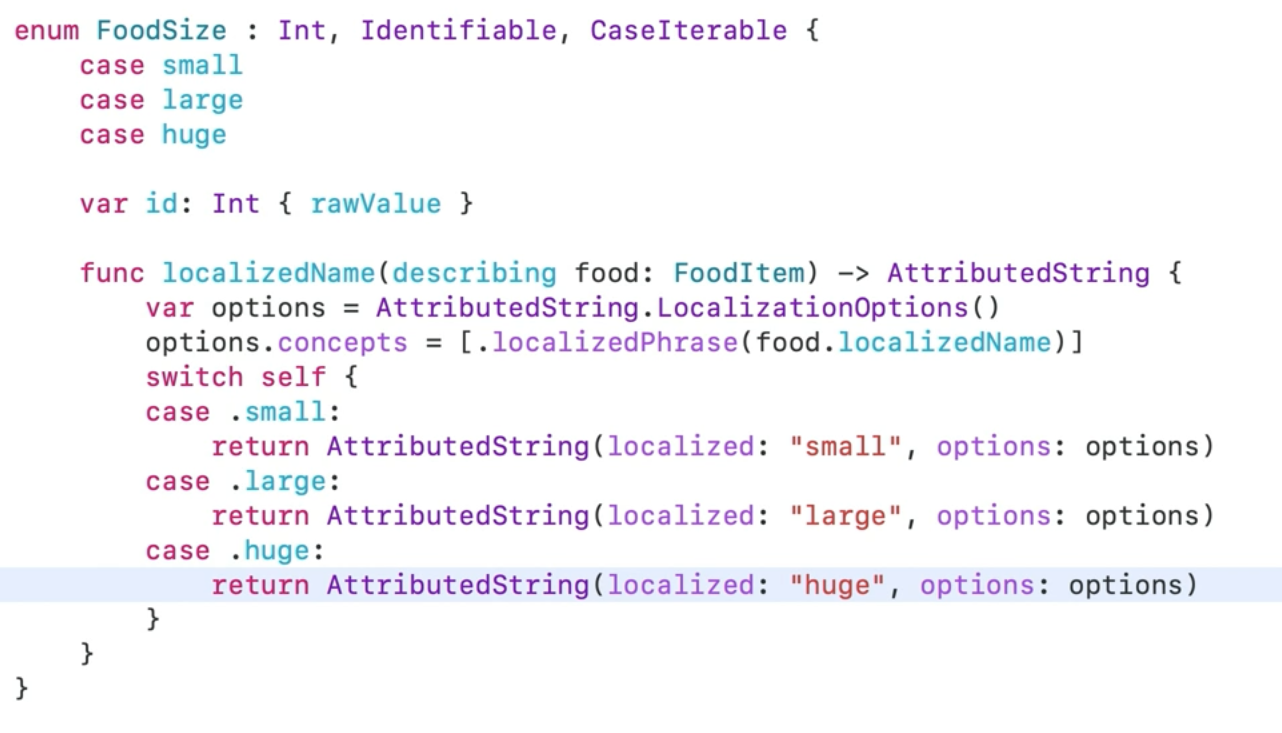 enum FoodSize : Int, Identifiable, CaseIterable {
    case small
    case large
    case huge

    var id: Int { rawValue }

    func localizedName(describing food: FoodItem) -> AttributedString {
        var options = AttributedString.LocalizationOptions()
        options.concepts = [.localizedPhrase(food.localizedName)]
        switch self {
        case .small:
            return AttributedString(localized: "small", options: options)
        case .large:
            return AttributedString(localized: "large", options: options)
        case .huge:
            return AttributedString(localized: "huge", options: options)
        }
    }
}